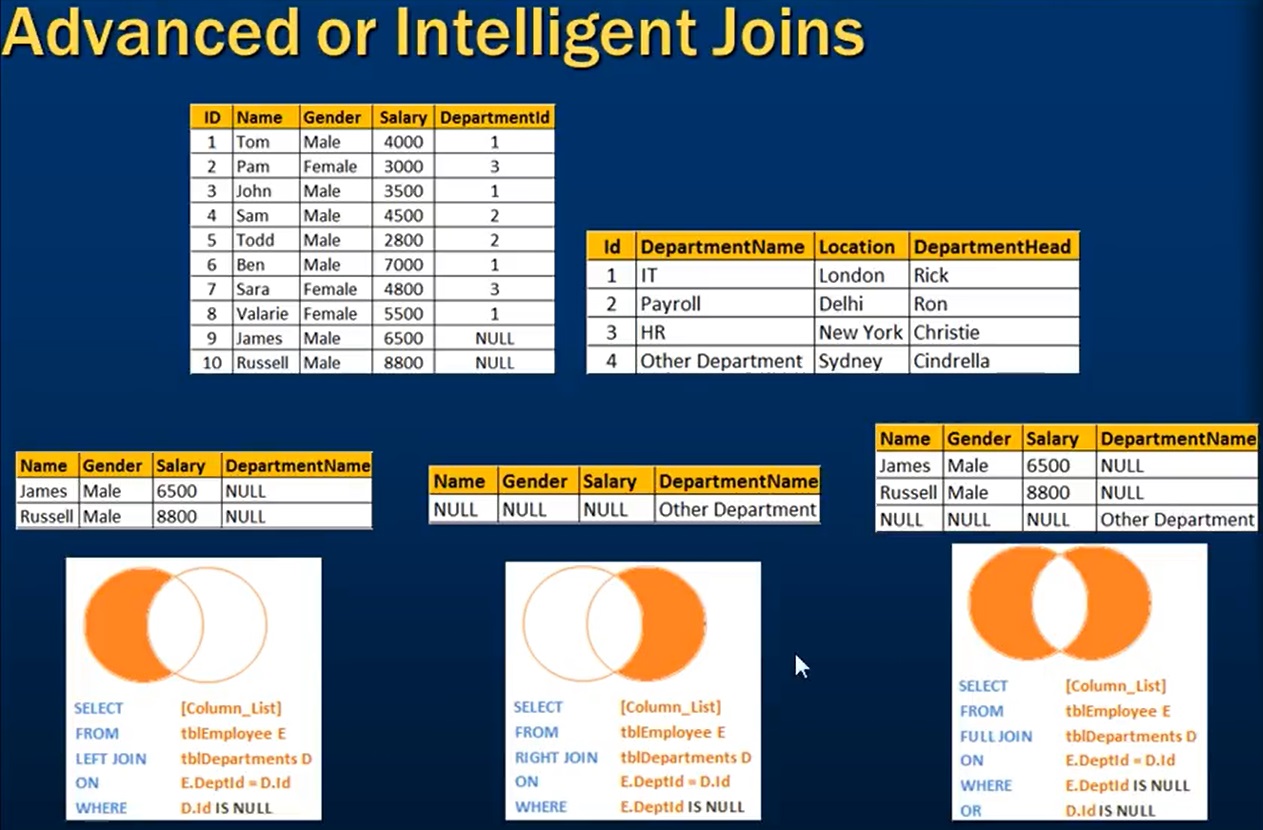 Advanced or Intelligent Joins
ID Name Gender Salary DepartmentId
1 Tom Male 4000 1
2 Pam Female 3000 3
3 John Male 3500 1
4 Sam Male 4500 2
5 Todd Male 2800 2
6 Ben Male 7000 1
7 Sara Female 4800 3
8 Valarie Female 5500 1
9 James Male 6500 NULL
10 Russell Male 8800 NULL
Id DepartmentName Location DepartmentHead
1 IT London Rick
2 Payroll Delhi Ron
3 HR New York Christie
4 Other Department Sydney Cindrella
Name Gender Salary DepartmentName
James Male 6500 NULL
Russell Male 8800 NULL
SELECT [Column_List]
FROM tblEmployee E
LEFT JOIN tblDepartments D
ON E.DeptId = D.Id
WHERE D.Id IS NULL
Name Gender Salary DepartmentName
NULL NULL NULL Other Department
SELECT [Column_List]
FROM tblEmployee E
RIGHT JOIN tblDepartments D
ON E.DeptId = D.Id
WHERE E.DeptId IS NULL
Name Gender Salary DepartmentName
James Male 6500 NULL
Russell Male 8800 NULL
NULL NULL NULL Other Department
SELECT [Column_List]
FROM tblEmployee E
FULL JOIN tblDepartments D
ON E.DeptId = D.Id
WHERE E.DeptId IS NULL
OR D.Id IS NULL